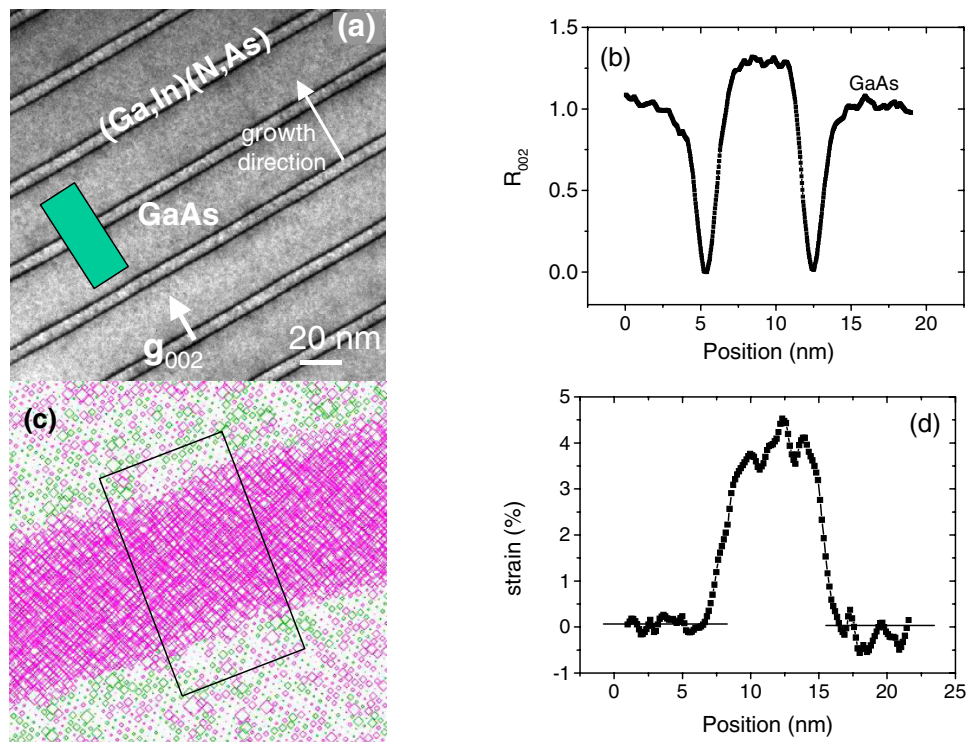 (a)
(Ga,In)(N,As)
growth
direction
GaAs
g002
20 nm
(b)
GaAs
1.5
1.0
0.5
0.0
R002
0
5
10
15
20
Position (nm)
(c)
(d)
5
4
3
2
1
0
-1
strain (%)
0
5
10
15
20
25
Position (nm)